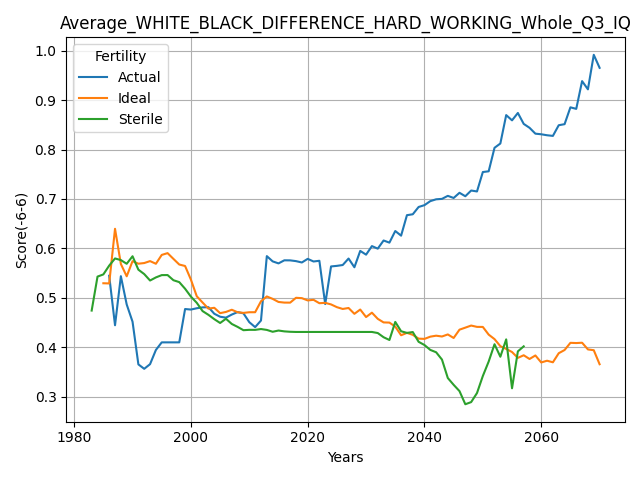 Average_WHITE_BLACK_DIFFERENCE_HARD_WORKING_Whole_Q3_IQ
Fertility
Actual
Ideal
Sterile
Score(-6-6)
1.0
0.9
0.8
0.7
0.6
0.5
0.4
0.3
1980
2000
2020
2040
2060
Years